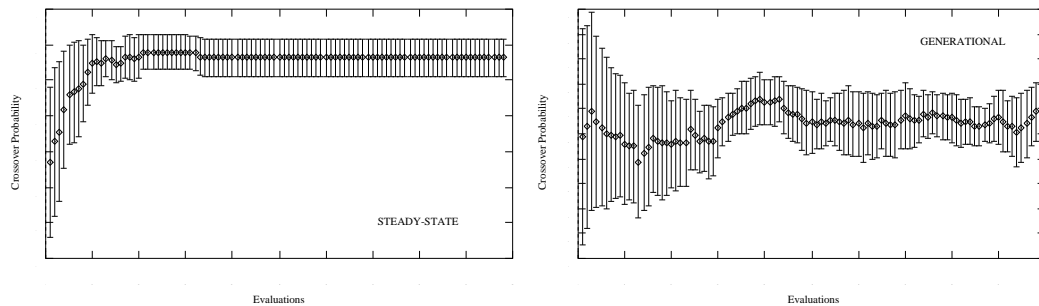 Crossover Probability
STEADY-STATE
Evaluations
Crossover Probability
GENERATIONAL
Evaluations